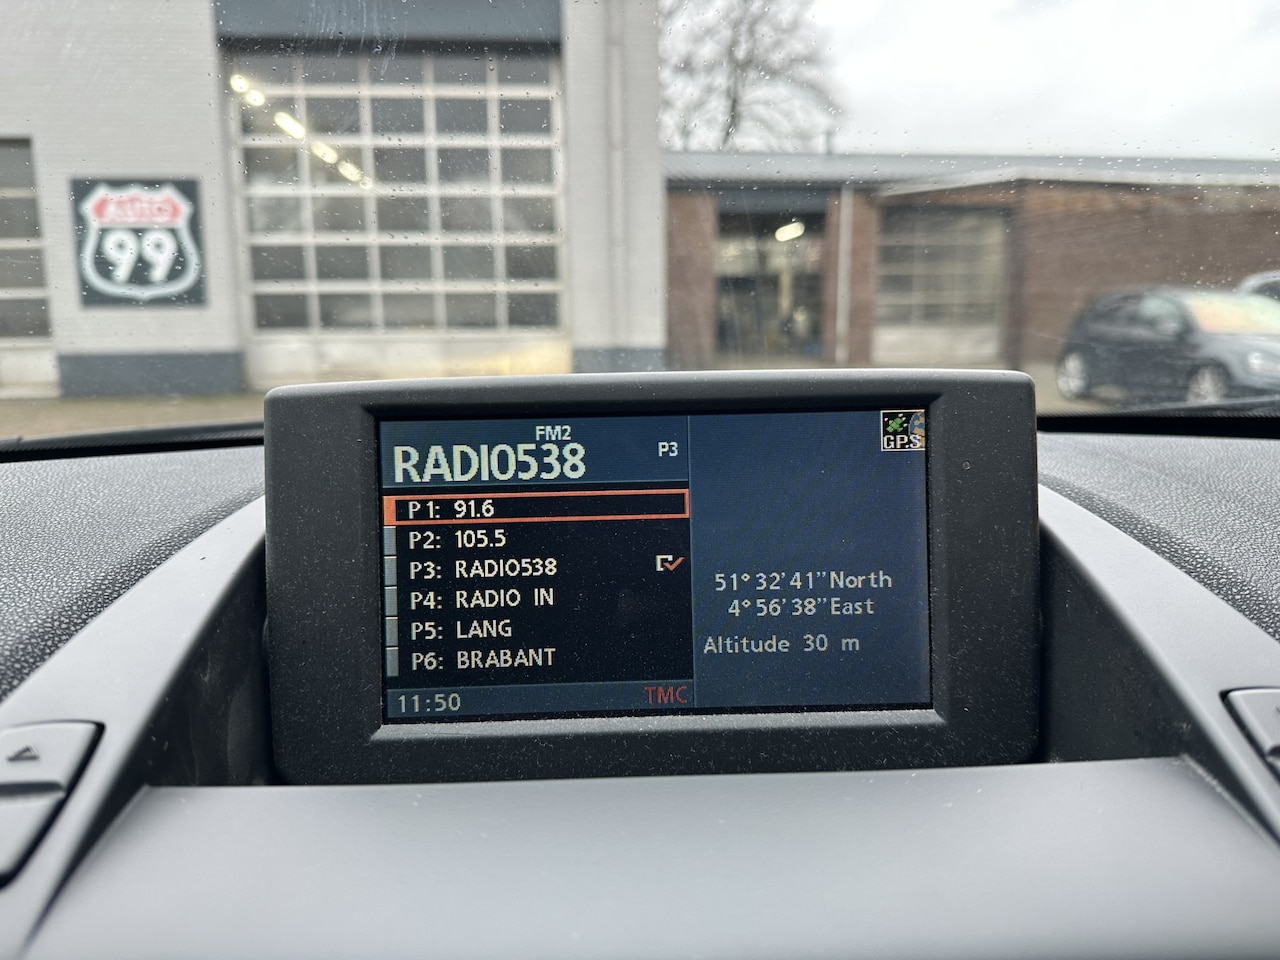 AUTO
99
FM2
RADIO538
P3
P1: 91.6
P2: 105.5
P3: RADIO538
P4: RADIO IN
P5: LANG
P6: BRABANT
11:50
TMC
GPS
51°32'41"North
4°56'38"East
Altitude 30 m